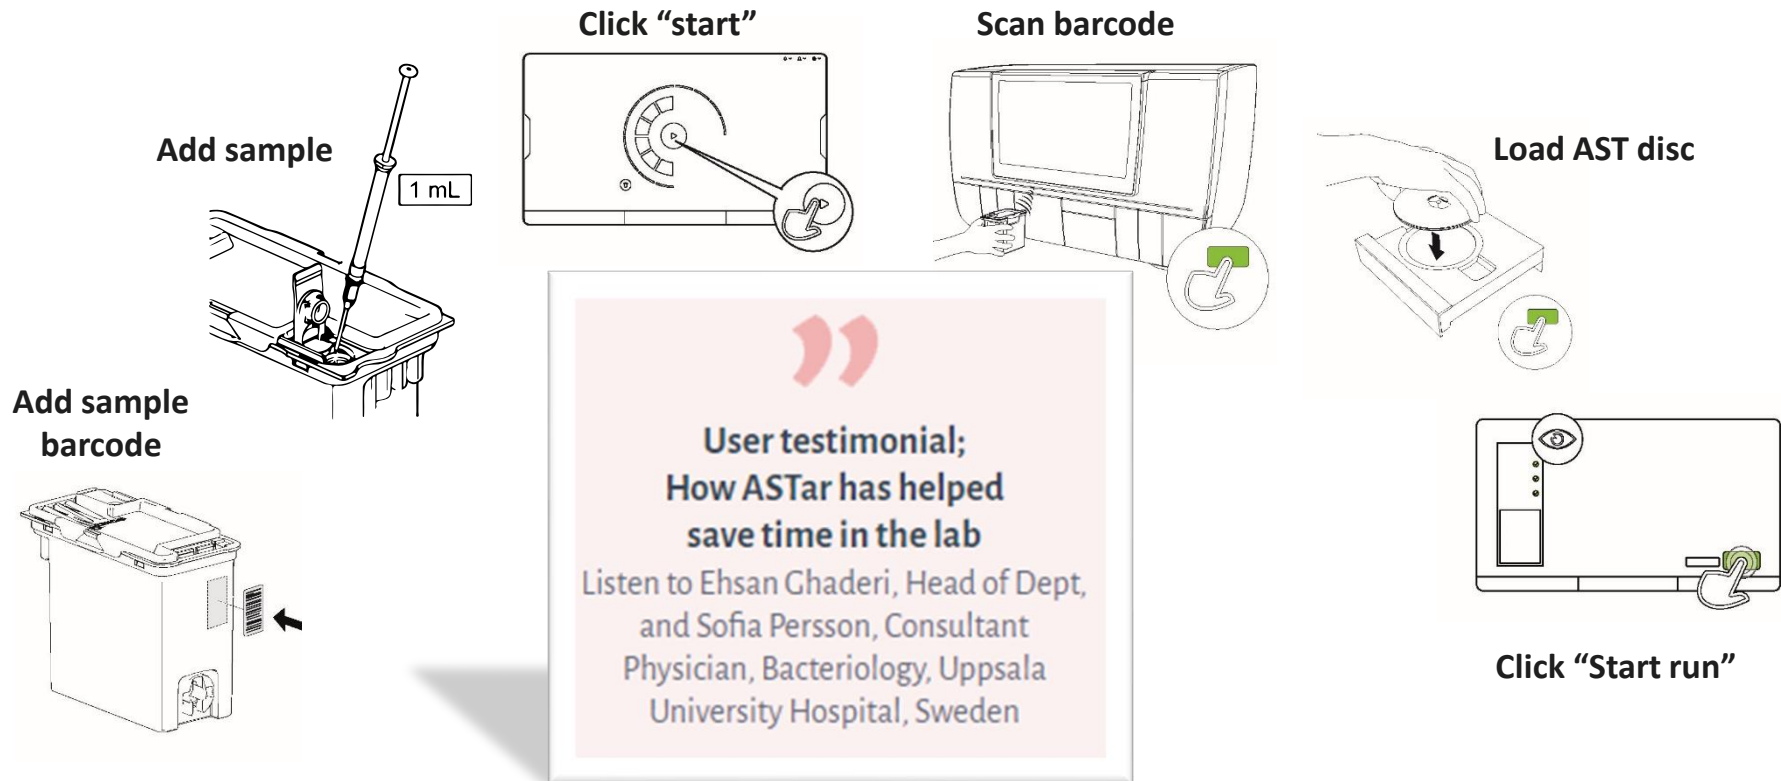 Add sample
barcode
Add sample
1 mL
Click “start”
Scan barcode
Load AST disc
Click “Start run”
”
User testimonial;
How ASTar has helped
save time in the lab
Listen to Ehsan Ghaderi, Head of Dept,
and Sofia Persson, Consultant
Physician, Bacteriology, Uppsala
University Hospital, Sweden